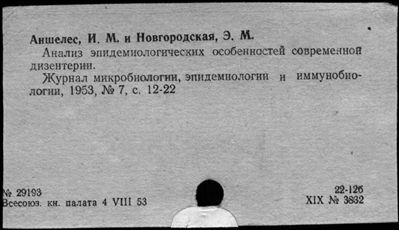 Аншелес, И. М. и Новгородская, Э. М.
Анализ эпидемиологических особенностей современной
дизентерии.
Журнал микробиологии, эпидемиологии и иммунобио-
логии, 1953, № 7, с. 12-22
№ 29193
Всесоюз. кн. палата 4 VIII 53
22-126
XIX № 3832